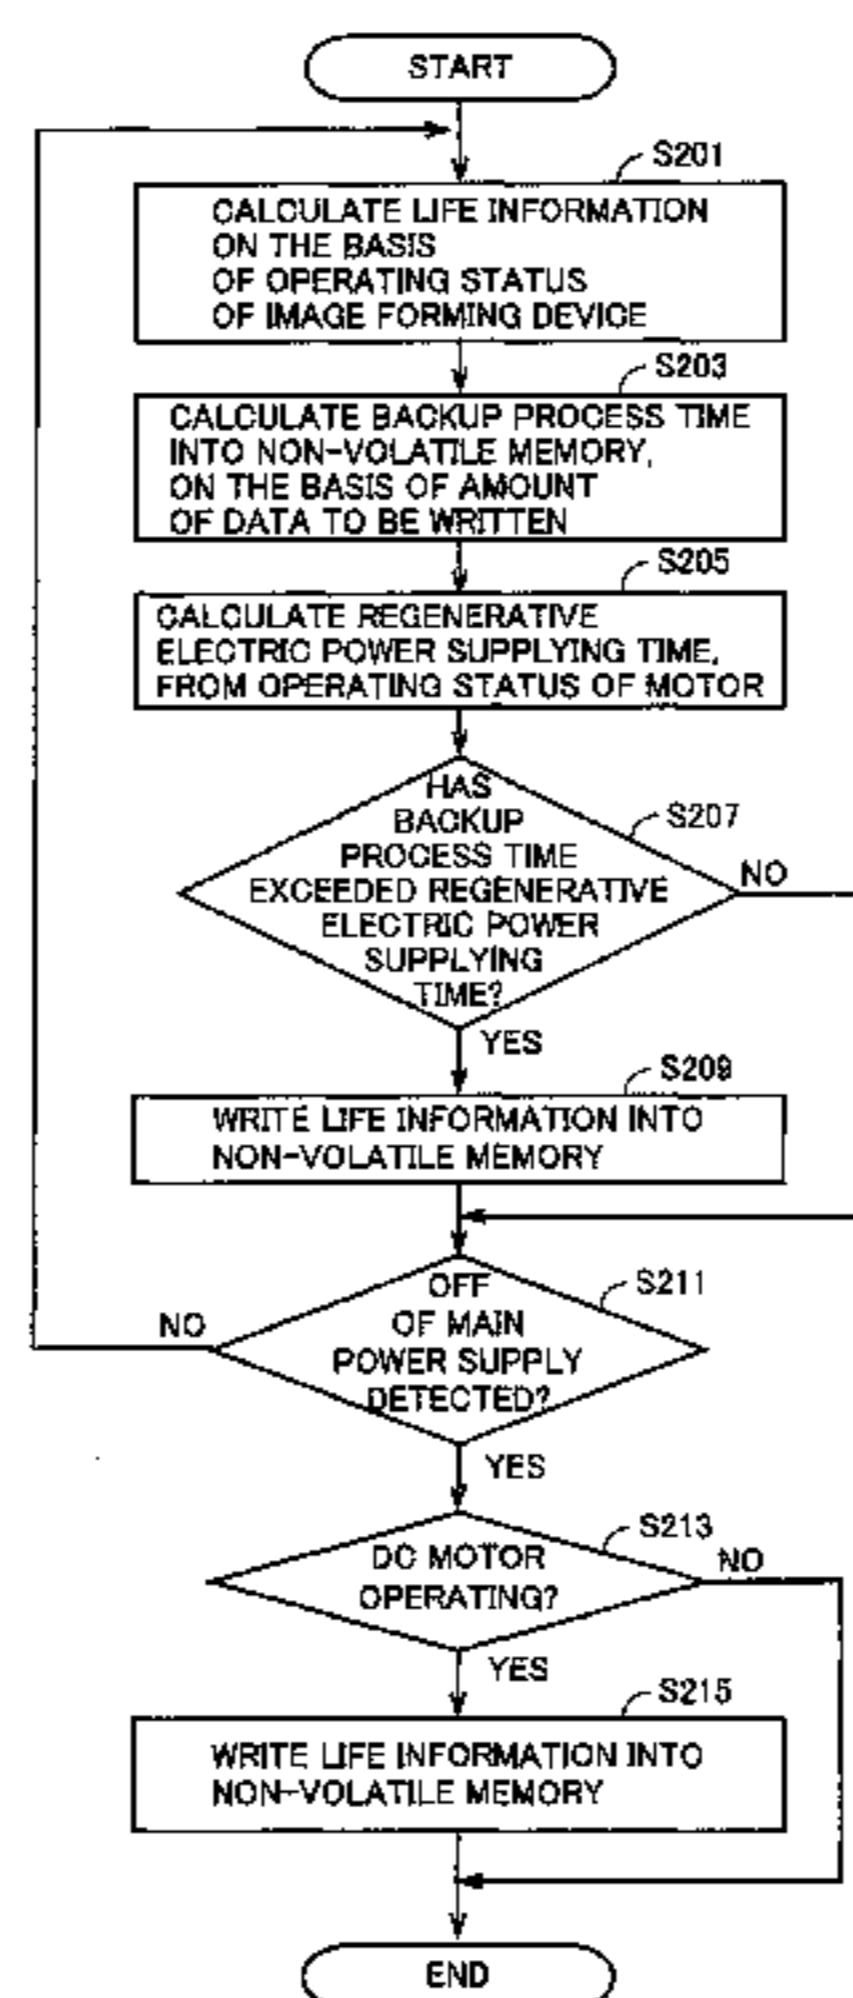 START
S201
CALCULATE LIFE INFORMATION
ON THE BASIS
OF OPERATING STATUS
OF IMAGE FORMING DEVICE
S203
CALCULATE BACKUP PROCESS TIME
INTO NON-VOLATILE MEMORY,
ON THE BASIS OF AMOUNT
OF DATA TO BE WRITTEN
S205
CALCULATE REGENERATIVE
ELECTRIC POWER SUPPLYING TIME,
FROM OPERATING STATUS OF MOTOR
HAS
BACKUP
PROCESS TIME
EXCEEDED REGENERATIVE
ELECTRIC POWER
SUPPLYING
TIME?
S207
NO
YES
S209
WRITE LIFE INFORMATION INTO
NON-VOLATILE MEMORY
OFF
OF MAIN
POWER SUPPLY
DETECTED?
S211
NO
YES
S213
DC MOTOR
OPERATING?
NO
YES
S215
WRITE LIFE INFORMATION INTO
NON-VOLATILE MEMORY
END